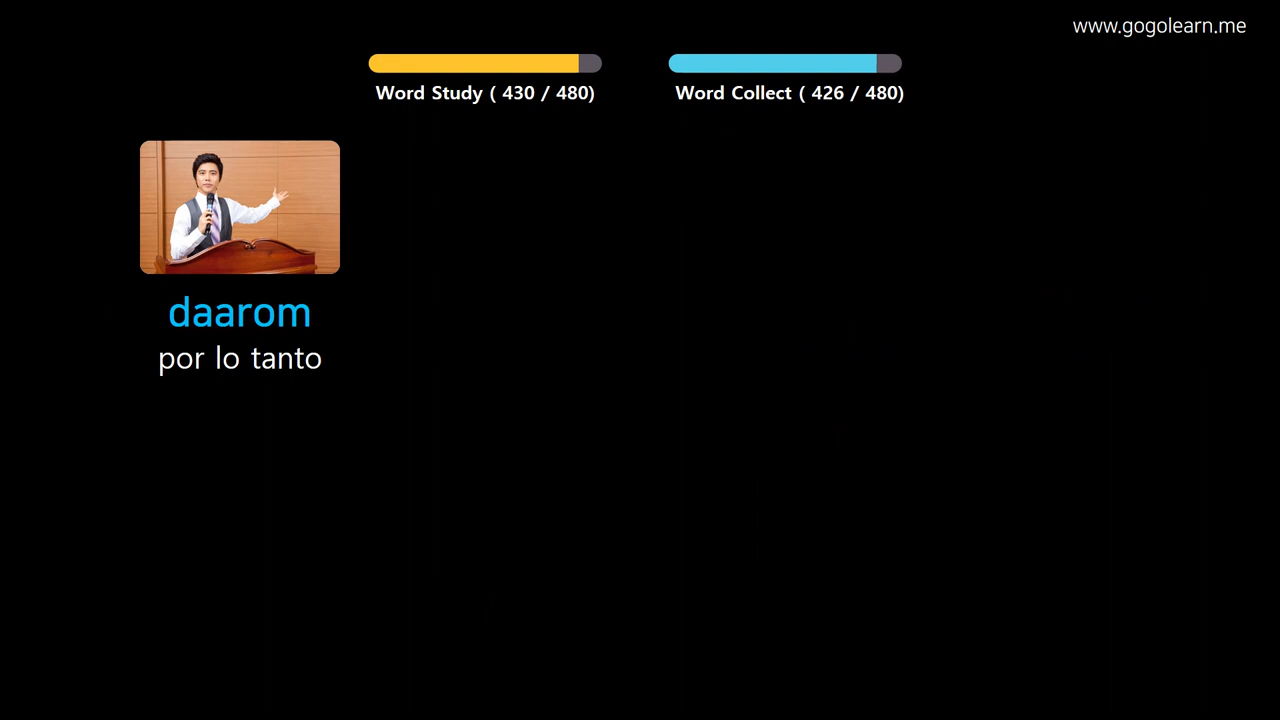 www.gogolearn.me
Word Study ( 430 / 480)
Word Collect ( 426 / 480)
daarom
por lo tanto